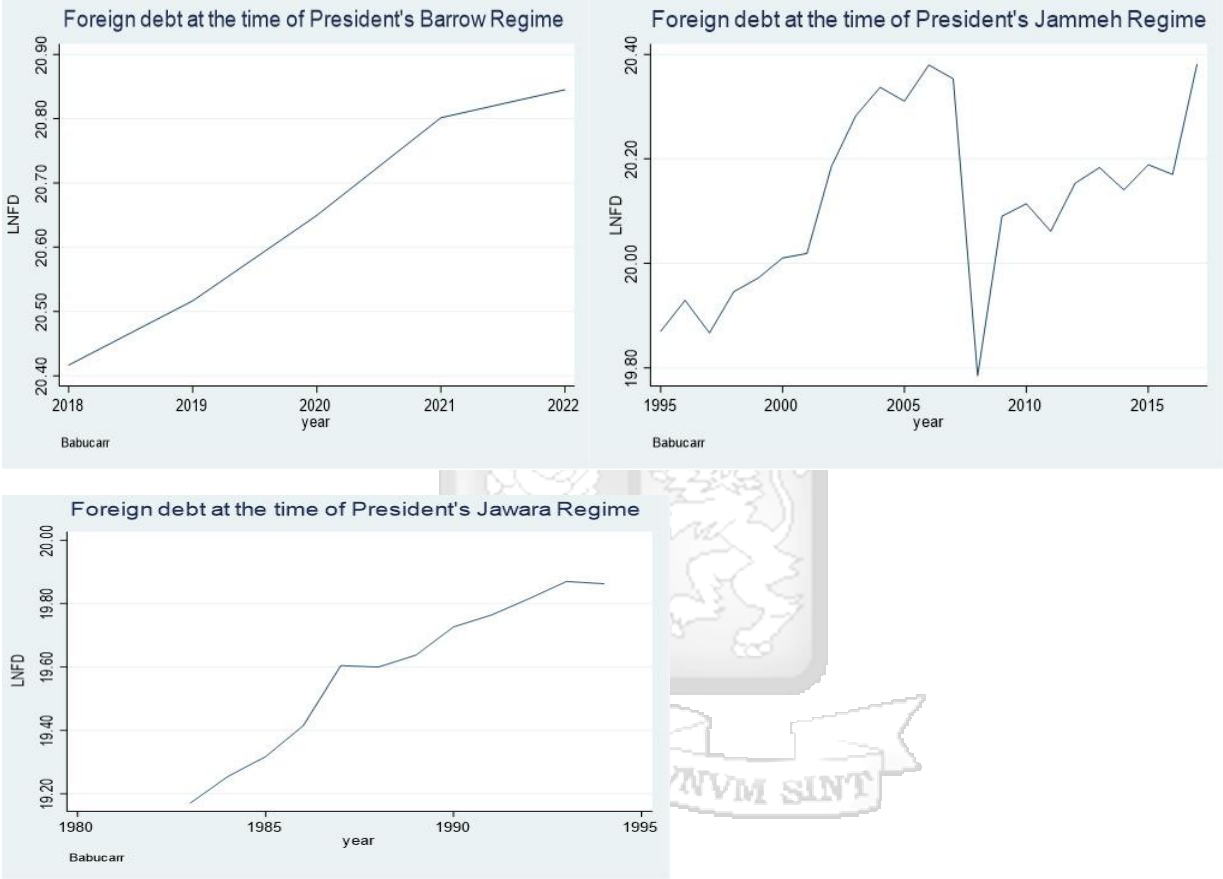 Foreign debt at the time of President's Barrow Regime
20.90
20.80
20.70
20.60
20.50
20.40
LNFD
2018 2019 2020 2021 2022
year
Babucarr
Foreign debt at the time of President's Jammeh Regime
20.40
20.20
20.00
19.80
LNFD
1995 2000 2005 2010 2015
year
Babucarr
Foreign debt at the time of President's Jawara Regime
20.00
19.80
19.60
19.40
19.20
LNFD
1980 1985 1990 1995
year
Babucarr
VNVM SINT